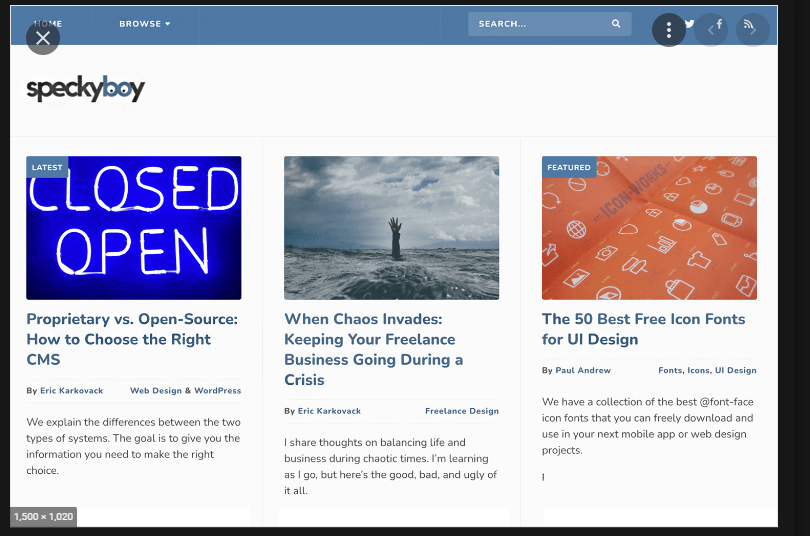 HOME
BROWSE
SEARCH...
speckyboy
LATEST
CLOSED
OPEN
Proprietary vs. Open-Source:
How to Choose the Right
CMS
By Eric Karkovack
Web Design & WordPress
We explain the differences between the two
types of systems. The goal is to give you the
information you need to make the right
choice.
When Chaos Invades:
Keeping Your Freelance
Business Going During a
Crisis
By Eric Karkovack
Freelance Design
I share thoughts on balancing life and
business during chaotic times. I'm learning
as I go, but here's the good, bad, and ugly of
it all.
FEATURED
ICON-WORKS
The 50 Best Free Icon Fonts
for UI Design
By Paul Andrew
Fonts, Icons, UI Design
We have a collection of the best @font-face
icon fonts that you can freely download and
use in your next mobile app or web design
projects.
1,500 × 1,020